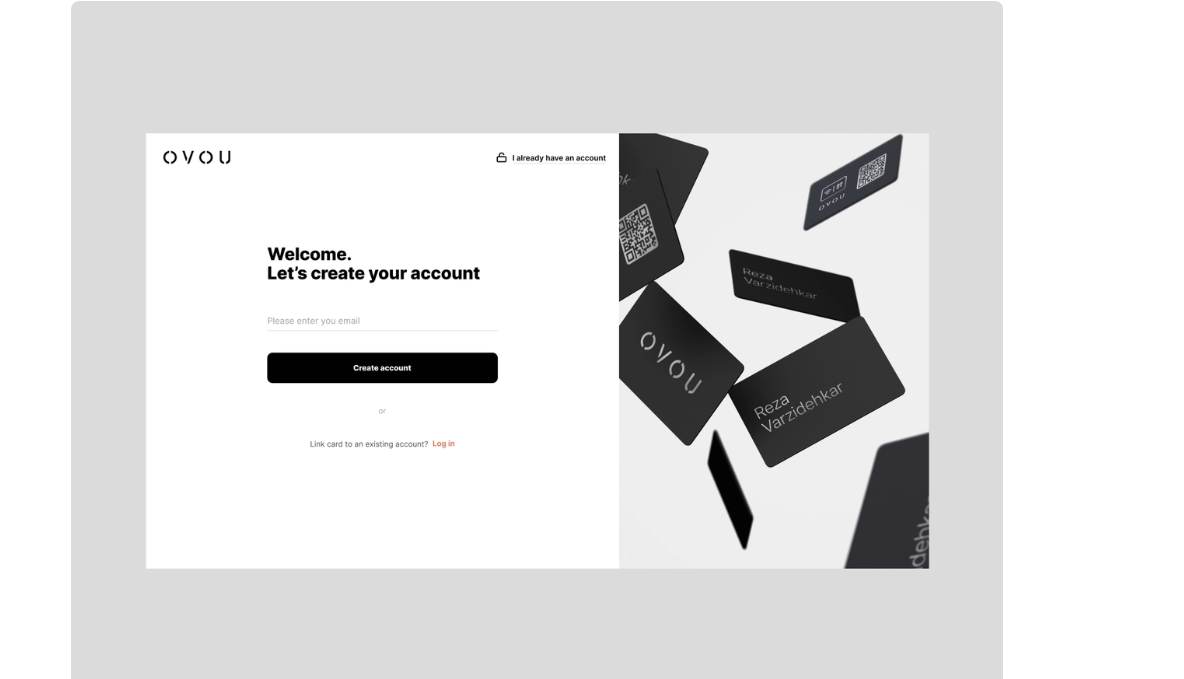 OVOU
I already have an account
Welcome.
Let's create your account
Please enter you email
Create account
or
Link card to an existing account? Log in
OVOU
Reza
Varzidehkar
OVOU
Reza
Varzidehkar